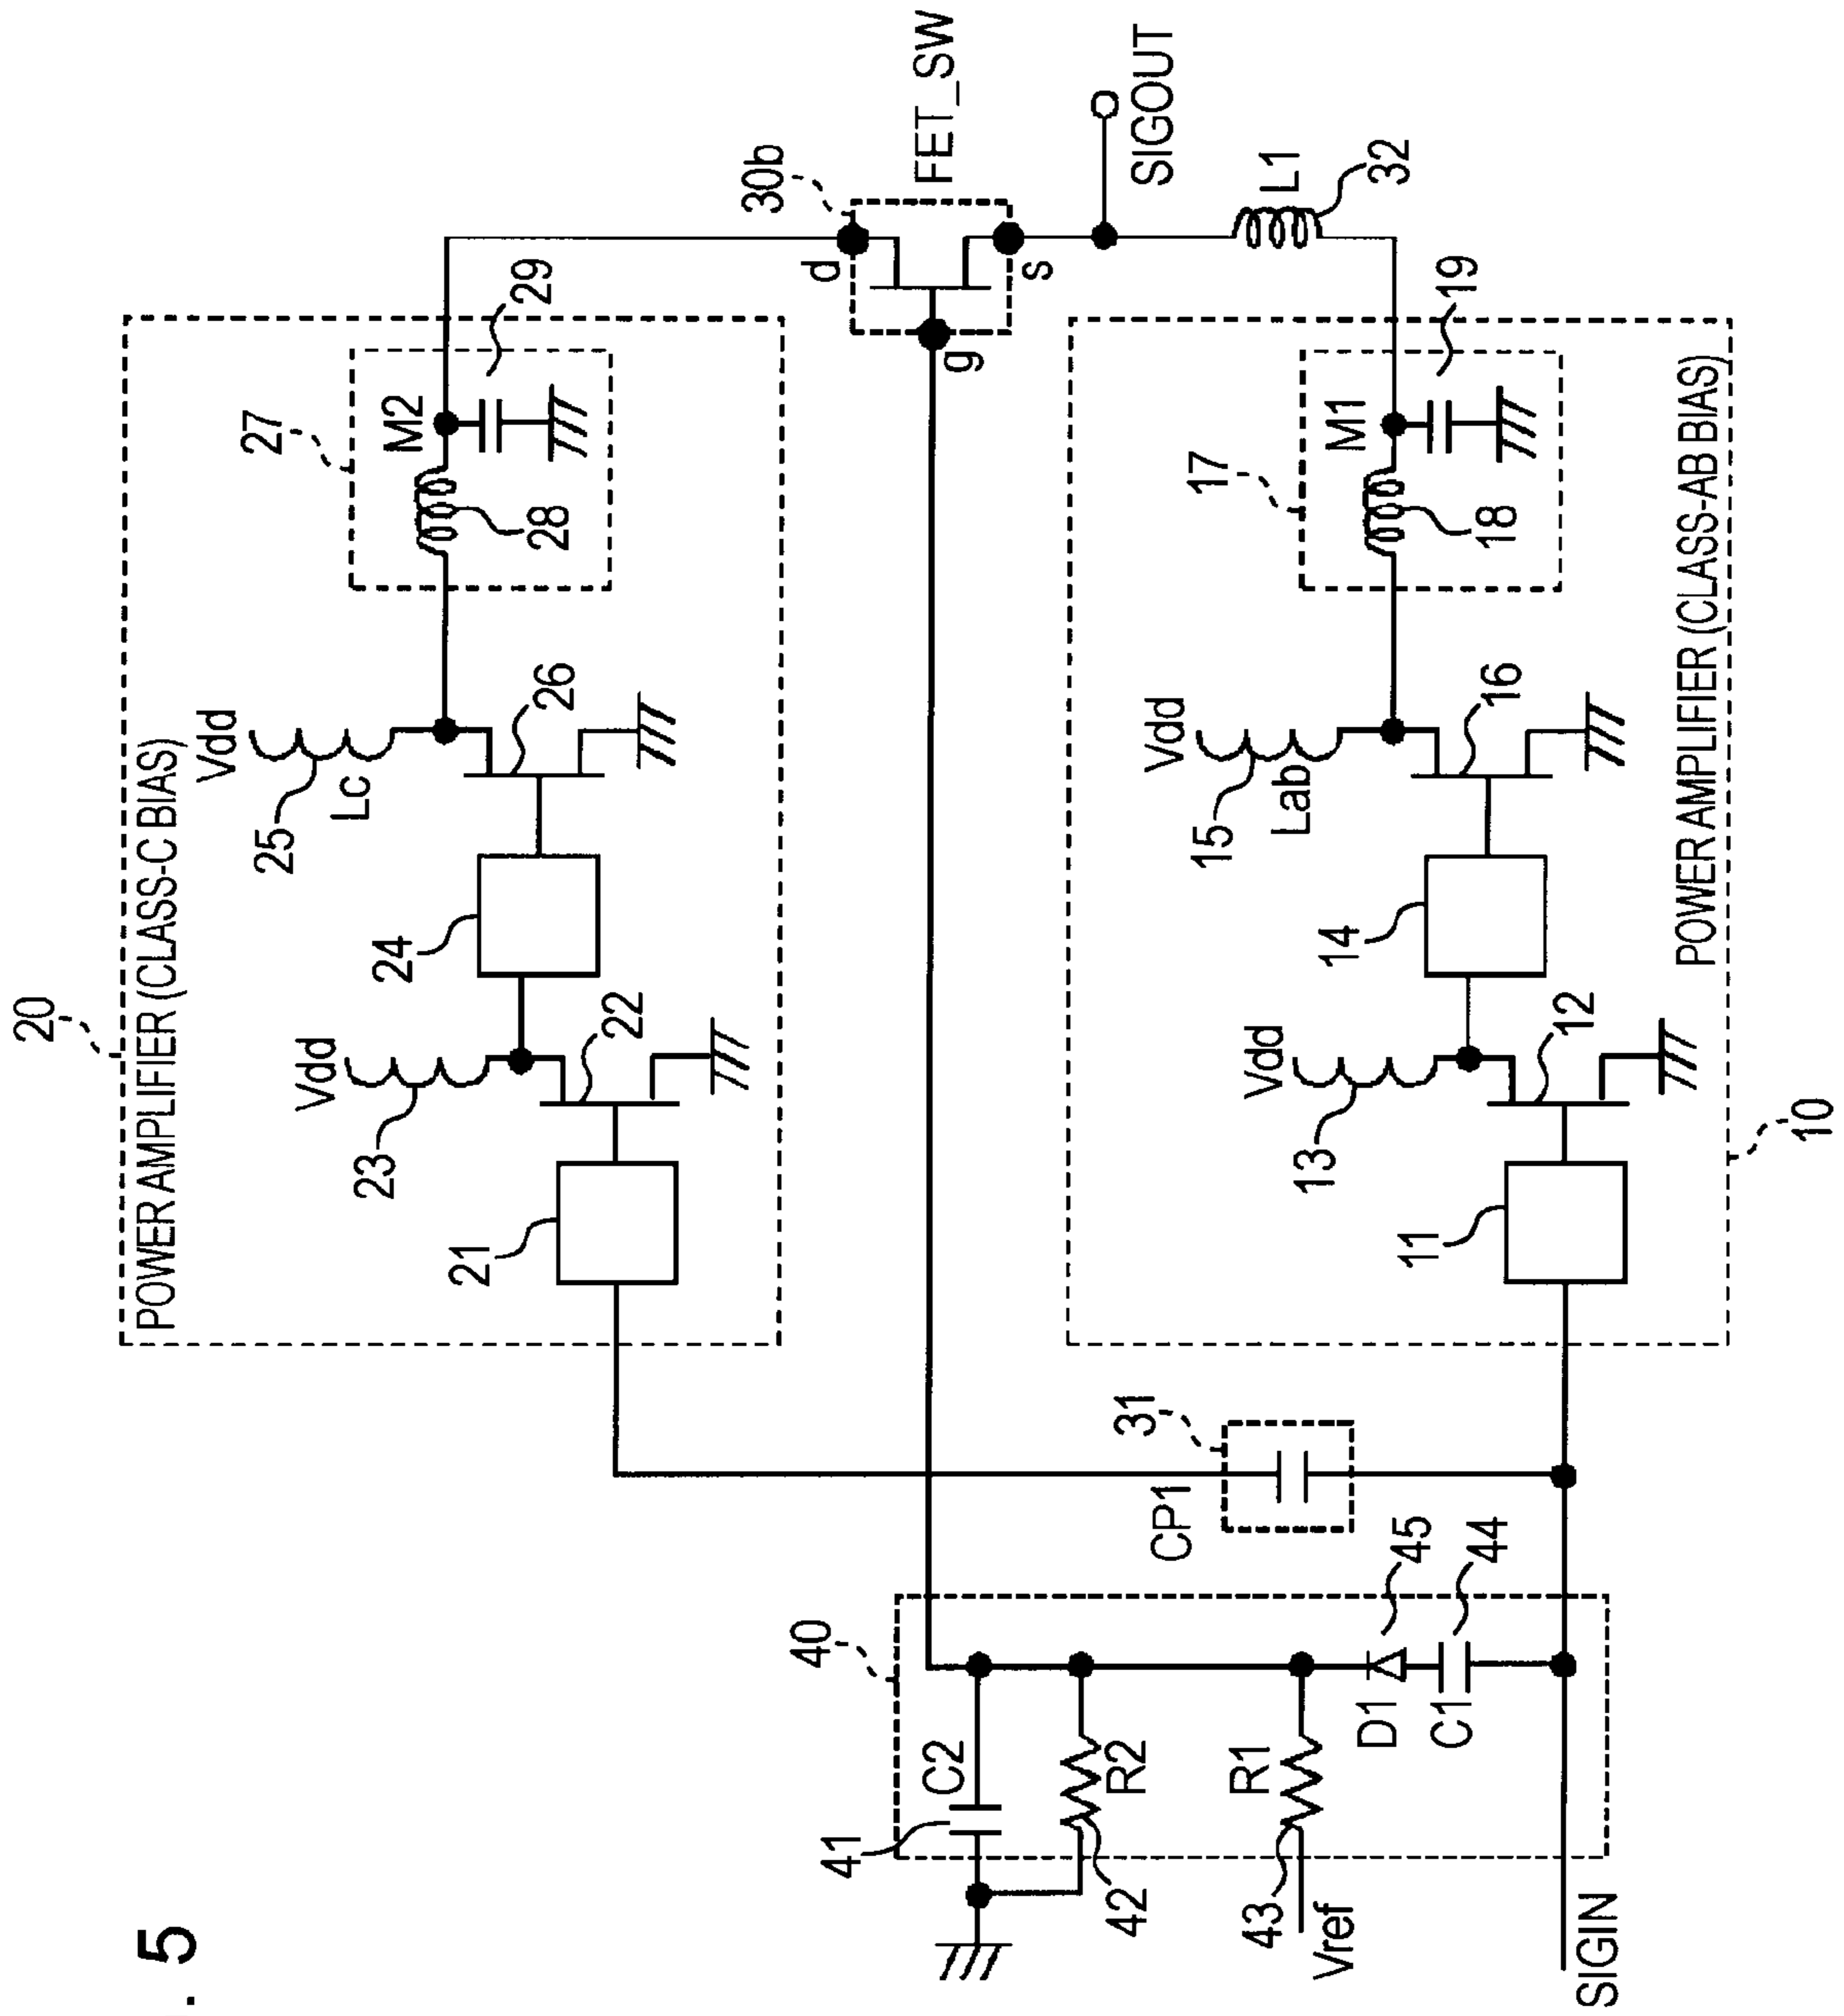 . 5
20
POWER AMPLIFIER (CLASS-C BIAS)
Vdd
25
Lc
26
27
M2
28
29
24
Vdd
23
22
21
30b
d
g
s
FET_SW
SIGOUT
L1
32
40
41
C2
R2
42
R1
43
Vref
D1
C1
45
44
CP1
31
SIGIN
Vdd
15
Lab
16
17
M1
18
19
14
Vdd
13
12
11
POWER AMPLIFIER (CLASS-AB BIAS)
10